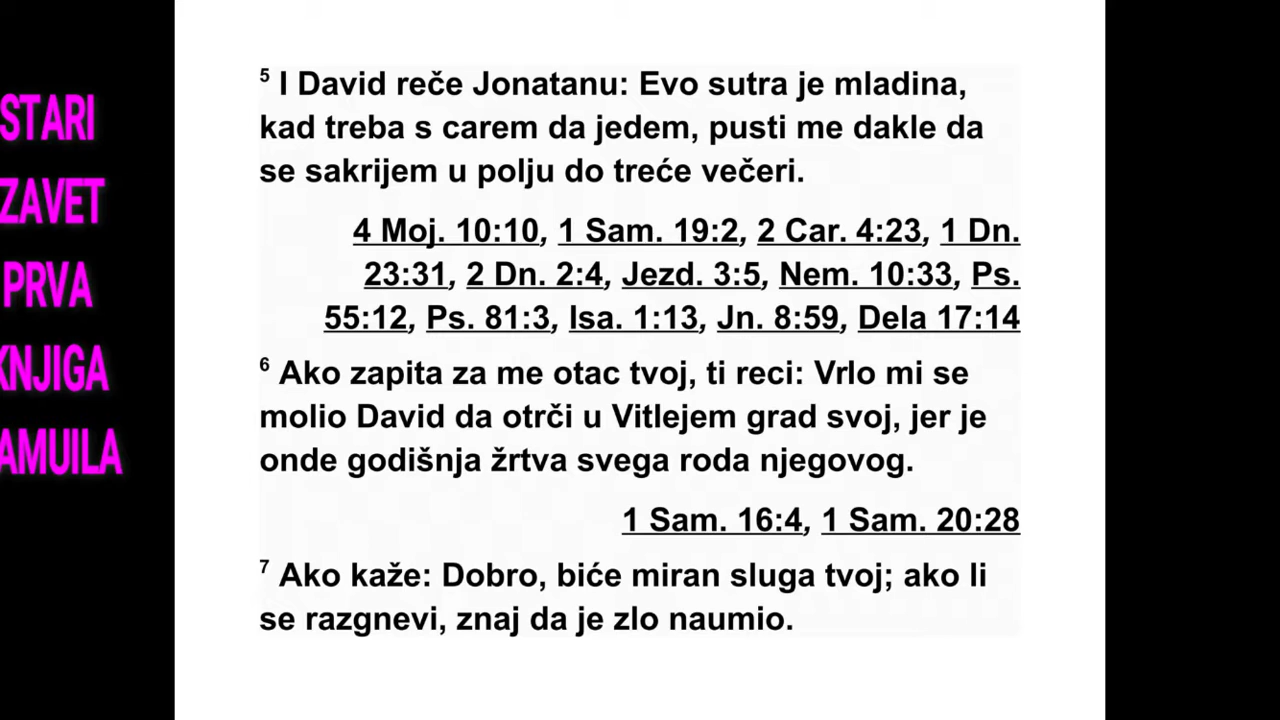 STARI
ZAVET
PRVA
KNJIGA
AMUILA
5 I David reče Jonatanu: Evo sutra je mladina,
kad treba s carem da jedem, pusti me dakle da
se sakrijem u polju do treće večeri.
4 Moj. 10:10, 1 Sam. 19:2, 2 Car. 4:23, 1 Dn.
23:31, 2 Dn. 2:4, Jezd. 3:5, Nem. 10:33, Ps.
55:12, Ps. 81:3, Isa. 1:13, Jn. 8:59, Dela 17:14
6 Ako zapita za me otac tvoj, ti reci: Vrlo mi se
molio David da otrči u Vitlejem grad svoj, jer je
onde godišnja žrtva svega roda njegovog.
1 Sam. 16:4, 1 Sam. 20:28
7 Ako kaže: Dobro, biće miran sluga tvoj; ako li
se razgnevi, znaj da je zlo naumio.